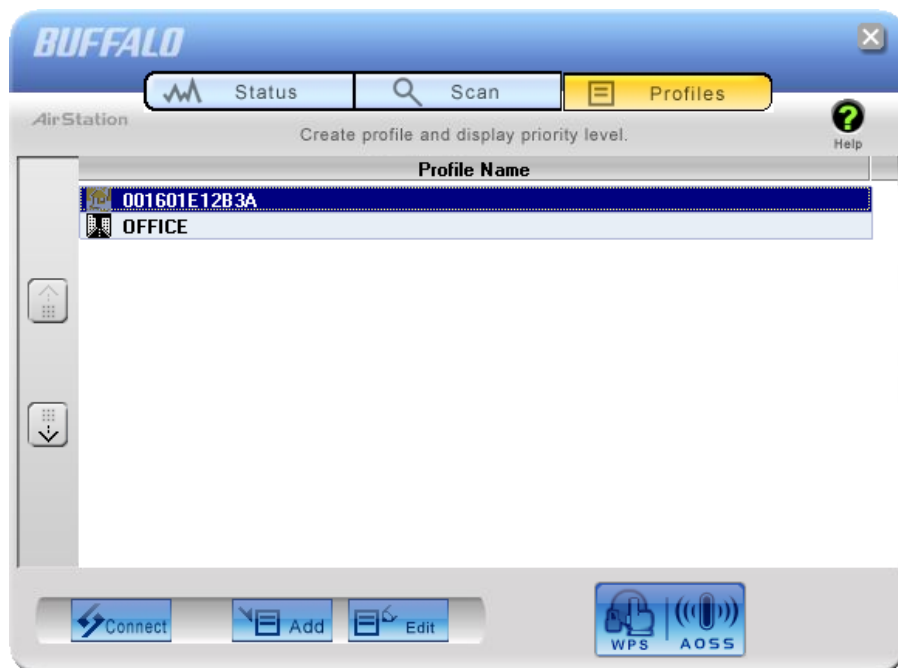 BUFFALO
Status Scan Profiles
AirStation
Create profile and display priority level.
Help
Profile Name
001601E12B3A
OFFICE
Connect Add Edit
WPS AOSS